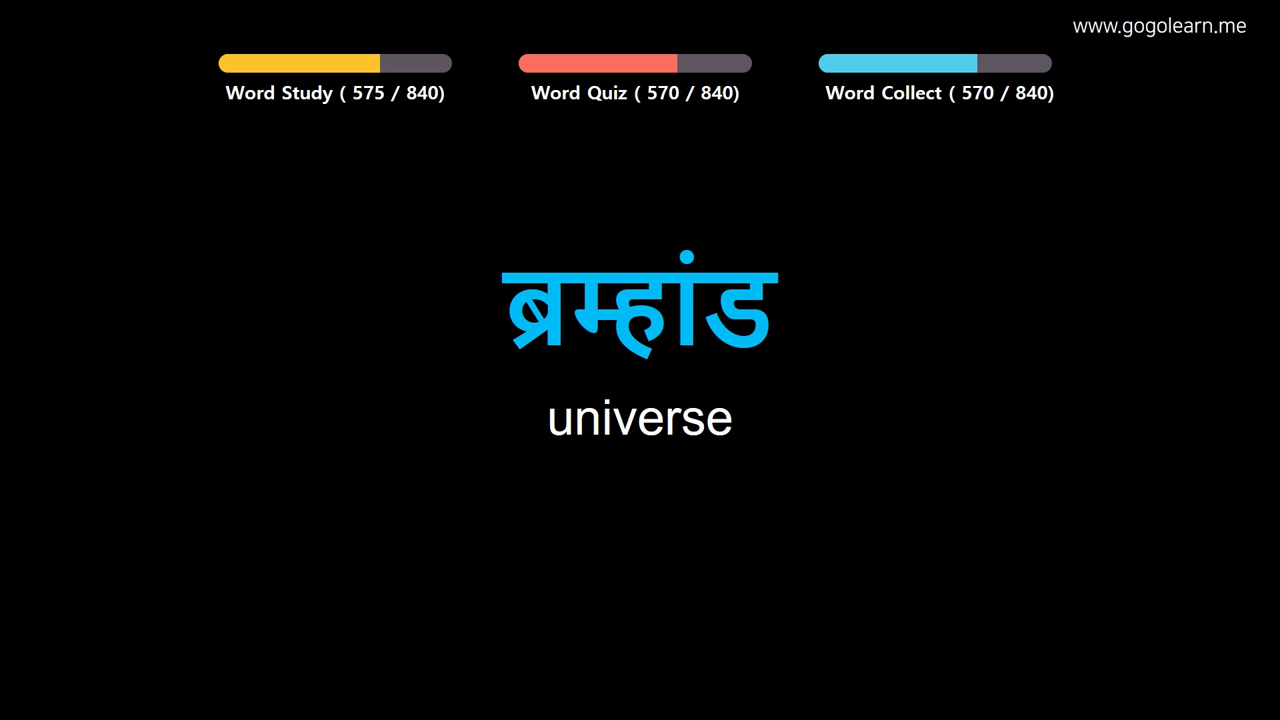 www.gogolearn.me
Word Study ( 575 / 840)
Word Quiz ( 570 / 840)
Word Collect ( 570 / 840)
ब्रम्हांड
universe